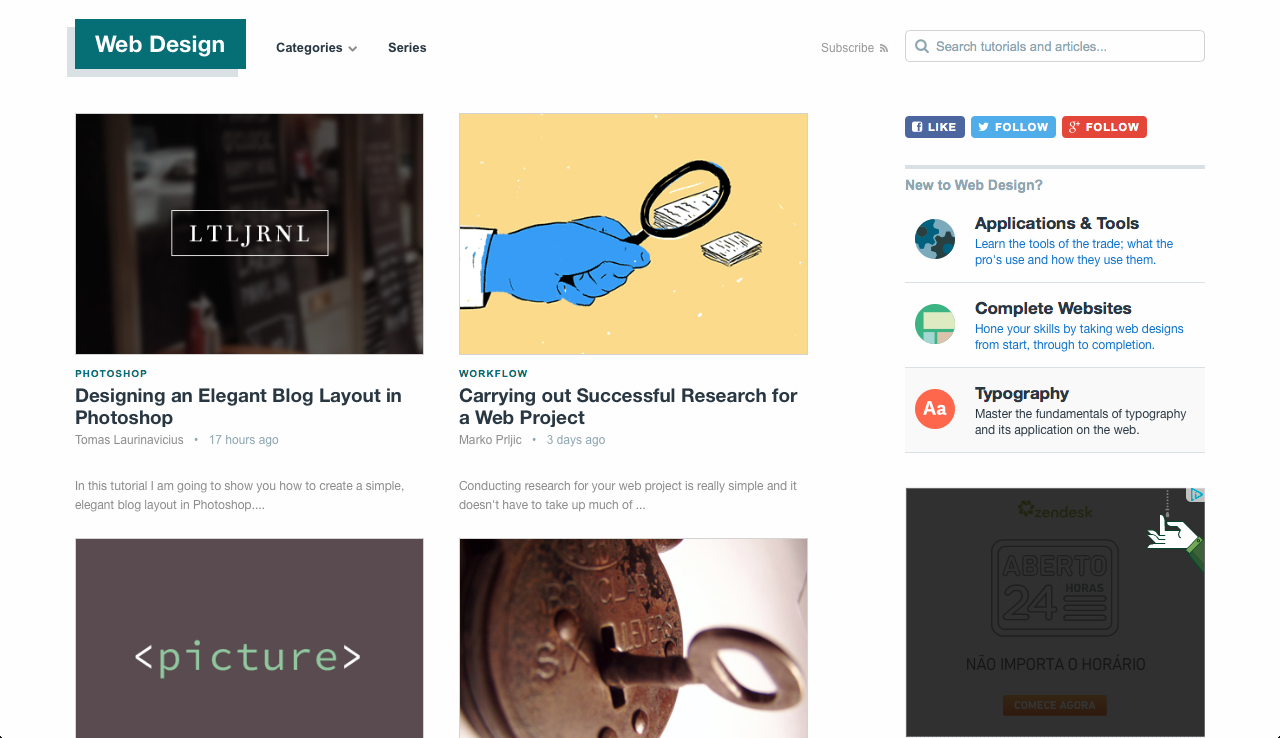 Web Design
Categories
Series
Subscribe
Search tutorials and articles...
LTLJRNL
PHOTOSHOP
Designing an Elegant Blog Layout in
Photoshop
Tomas Laurinavicius • 17 hours ago
In this tutorial I am going to show you how to create a simple,
elegant blog layout in Photoshop....
WORKFLOW
Carrying out Successful Research for
a Web Project
Marko Prljic • 3 days ago
Conducting research for your web project is really simple and it
doesn't have to take up much of ...
<picture>
SIX
LEVER
LIKE
FOLLOW
g+ FOLLOW
New to Web Design?
Applications & Tools
Learn the tools of the trade; what the
pro's use and how they use them.
Complete Websites
Hone your skills by taking web designs
from start, through to completion.
Aa
Typography
Master the fundamentals of typography
and its application on the web.
zendesk
ABERTO
24 HORAS
NÃO IMPORTA O HORÁRIO
COMECE AGORA